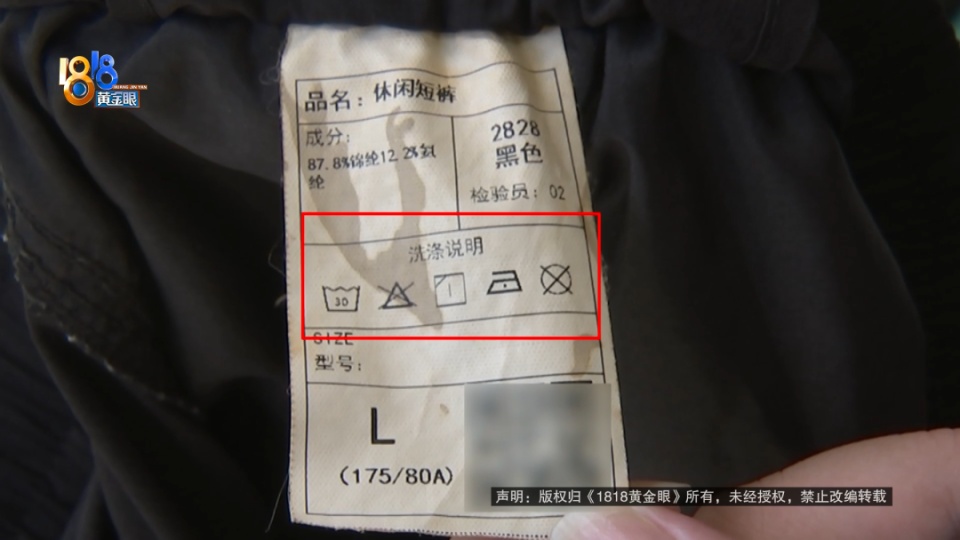 1818
黄金眼
品名：休闲短裤
成分：
87.8%锦纶12.2%氨
纶
2828
黑色
检验员：02
洗涤说明
30
SIZE
型号：
L
（175/80A）
声明：版权归《1818黄金眼》所有，未经授权，禁止改编转载